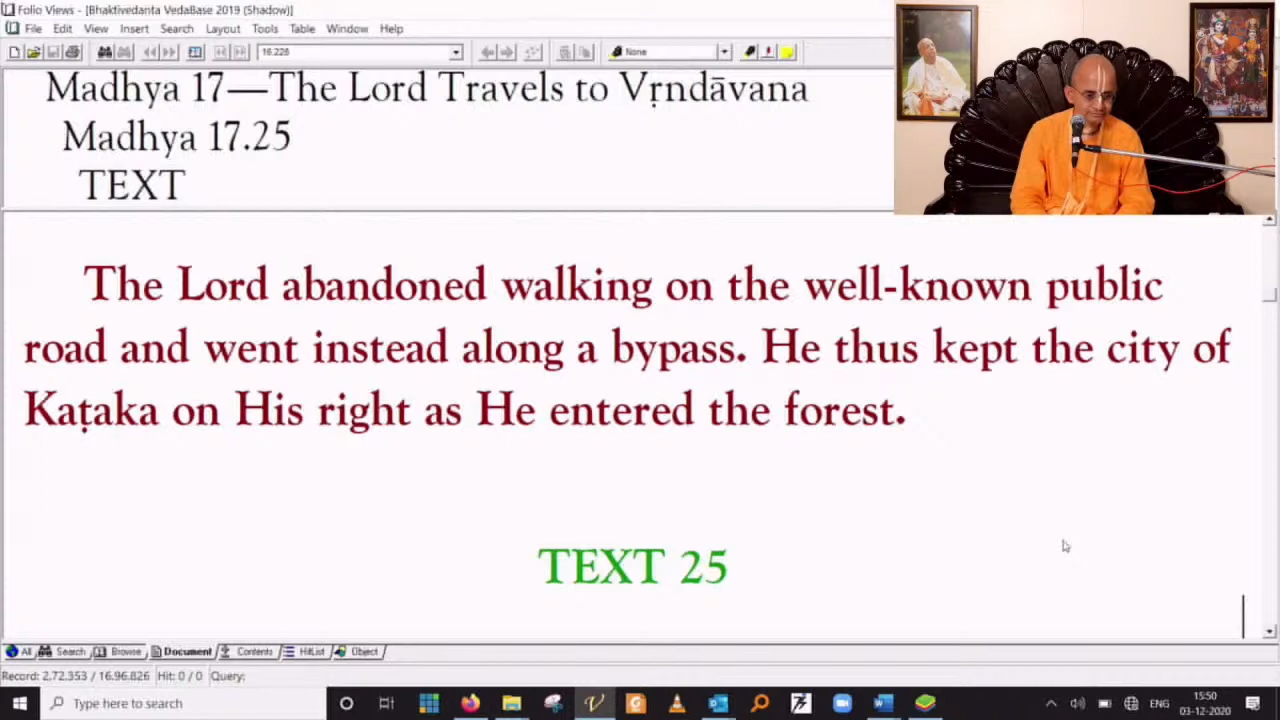 Folio Views - [Bhaktivedanta VedaBase 2019 (Shadow)]
File Edit View Insert Search Layout Tools Table Window Help
16.228 None
Madhya 17—The Lord Travels to Vṛndāvana
Madhya 17.25
TEXT
The Lord abandoned walking on the well-known public
road and went instead along a bypass. He thus kept the city of
Kaṭaka on His right as He entered the forest.
TEXT 25
All Search Browse Document Contents HitList Object
Record: 2,72,353 / 16,96,826 Hit: 0 / 0 Query:
Type here to search ENG 15:50
03-12-2020